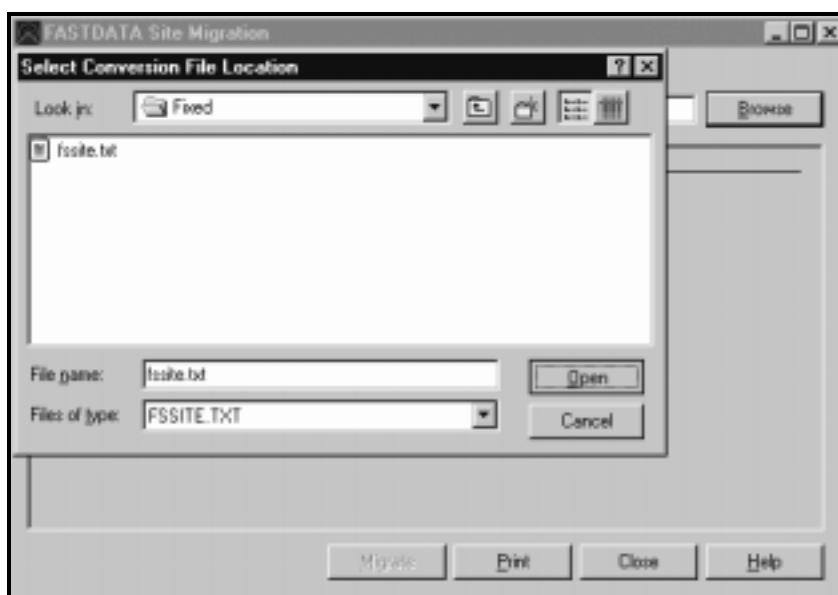 FASTDATA Site Migration
Select Conversion File Location
Look in: Fixed
Browse
fssite.txt
File name: fssite.txt
Open
Files of type: FSSITE.TXT
Cancel
Migrate Print Close Help